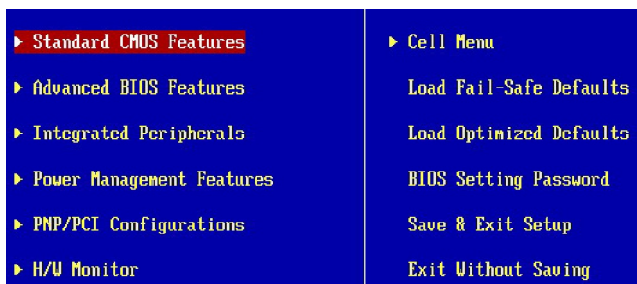 Standard CMOS Features
Advanced BIOS Features
Integrated Peripherals
Power Management Features
PNP/PCI Configurations
H/W Monitor
Cell Menu
Load Fail-Safe Defaults
Load Optimized Defaults
BIOS Setting Password
Save & Exit Setup
Exit Without Saving